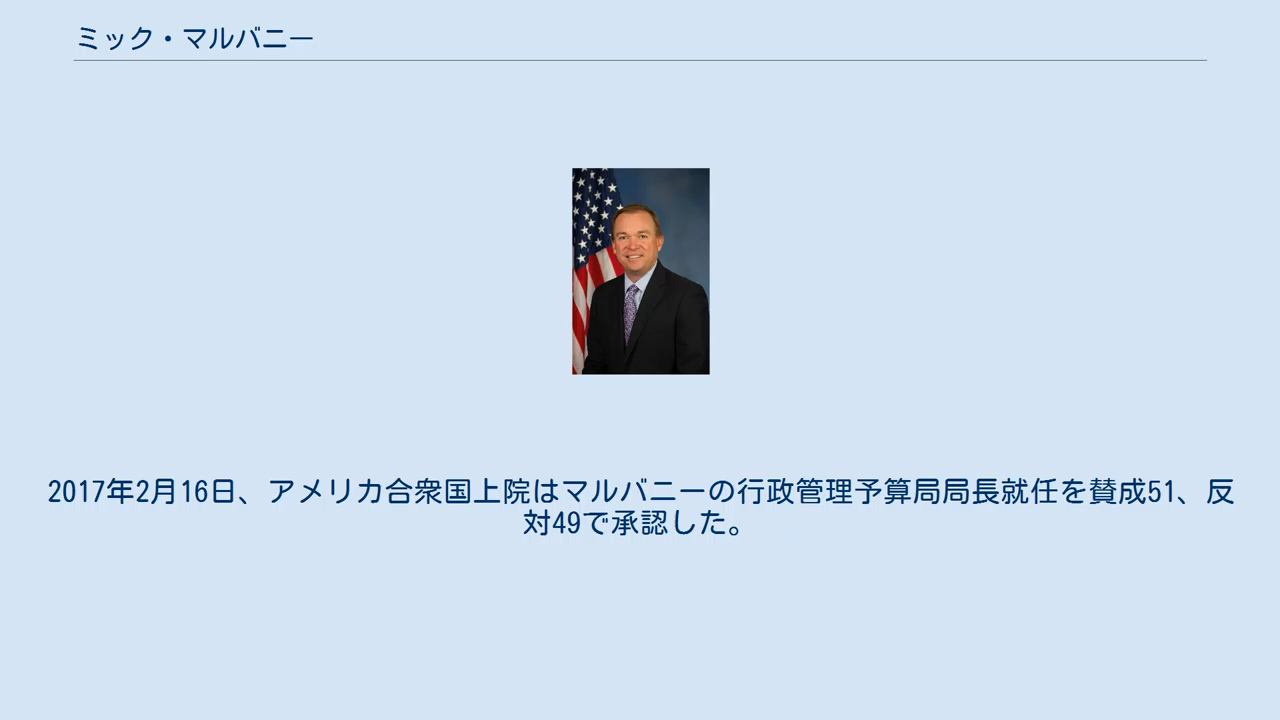 ミック・マルバニー
2017年2月16日、アメリカ合衆国上院はマルバニーの行政管理予算局局長就任を賛成51、反
対49で承認した。